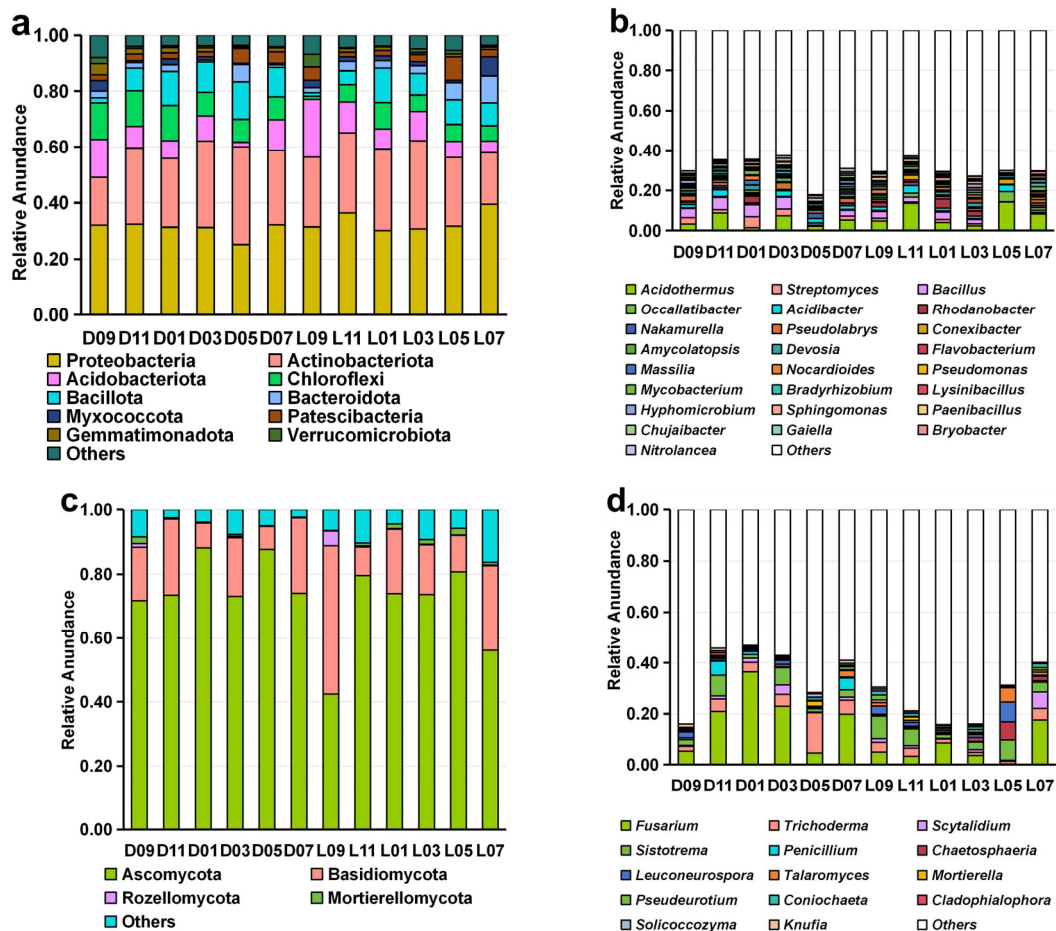 a
1.00
0.80
0.60
0.40
0.20
0.00
Relative Anundance
D09 D11 D01 D03 D05 D07 L09 L11 L01 L03 L05 L07
Proteobacteria Actinobacteriota
Acidobacteriota Chloroflexi
Bacillota Bacteroidota
Myxococcota Patescibacteria
Gemmatimonadota Verrucomicrobiota
Others
b
1.00
0.80
0.60
0.40
0.20
0.00
Relative Anundance
D09 D11 D01 D03 D05 D07 L09 L11 L01 L03 L05 L07
Acidothermus Streptomyces Bacillus
Occallatibacter Acidibacter Rhodanobacter
Nakamurella Pseudolabrys Conexibacter
Amycolatopsis Devosia Flavobacterium
Massilia Nocardioides Pseudomonas
Mycobacterium Bradyrhizobium Lysinibacillus
Hyphomicrobium Sphingomonas Paenibacillus
Chujaibacter Gaiella Bryobacter
Nitrolancea Others
c
1.00
0.80
0.60
0.40
0.20
0.00
Relative Anundance
D09 D11 D01 D03 D05 D07 L09 L11 L01 L03 L05 L07
Ascomycota Basidiomycota
Rozellomycota Mortierellomycota
Others
d
1.00
0.80
0.60
0.40
0.20
0.00
Relative Anundance
D09 D11 D01 D03 D05 D07 L09 L11 L01 L03 L05 L07
Fusarium Trichoderma Scytalidium
Sistotrema Penicillium Chaetosphaeria
Leuconeurospora Talaromyces Mortierella
Pseudeurotium Coniochaeta Cladophialophora
Solicoccozyma Knufia Others